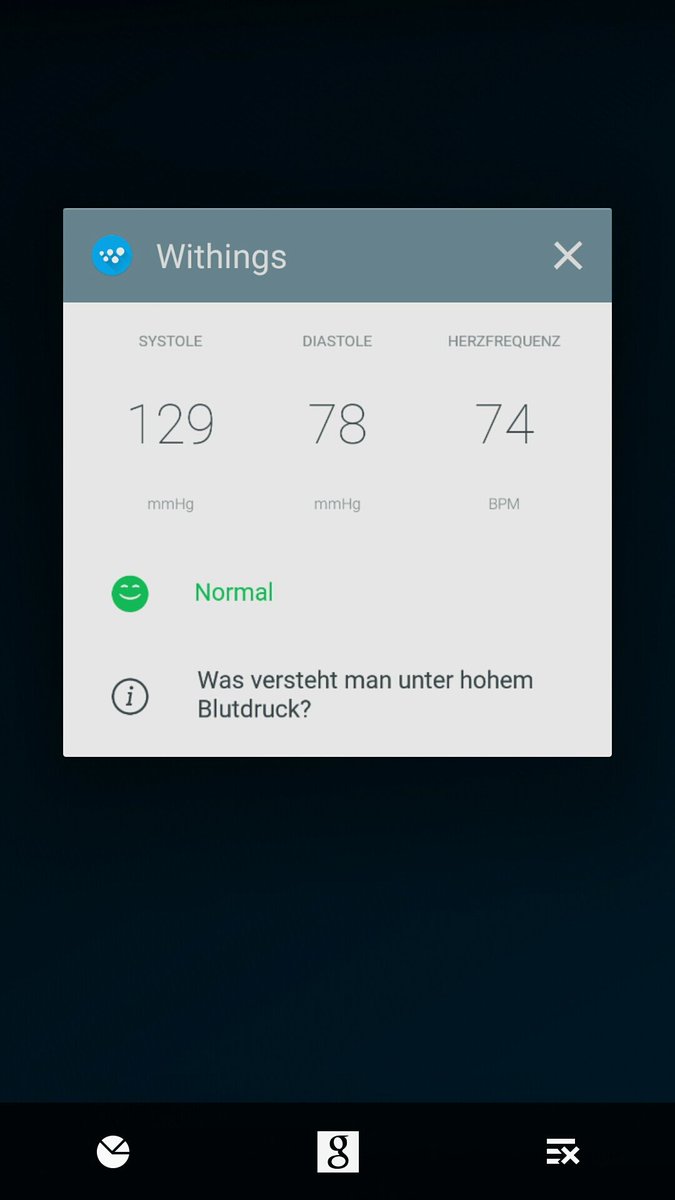 Withings
SYSTOLE DIASTOLE HERZFREQUENZ
129 78 74
mmHg mmHg BPM
Normal
i Was versteht man unter hohem
Blutdruck?
g